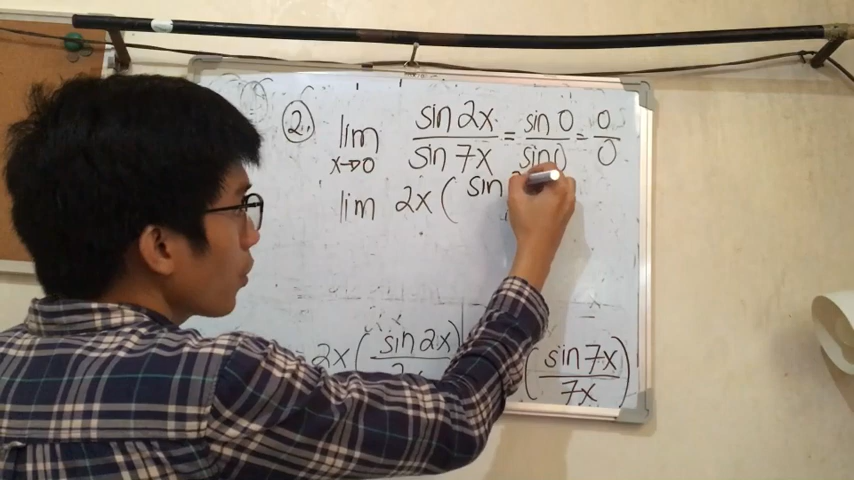 2. lim x→0 sin 2x / sin 7x = sin 0 / sin 0 = 0 / 0
lim 2x ( sin
2x ( sin 2x ) ( sin 7x / 7x )